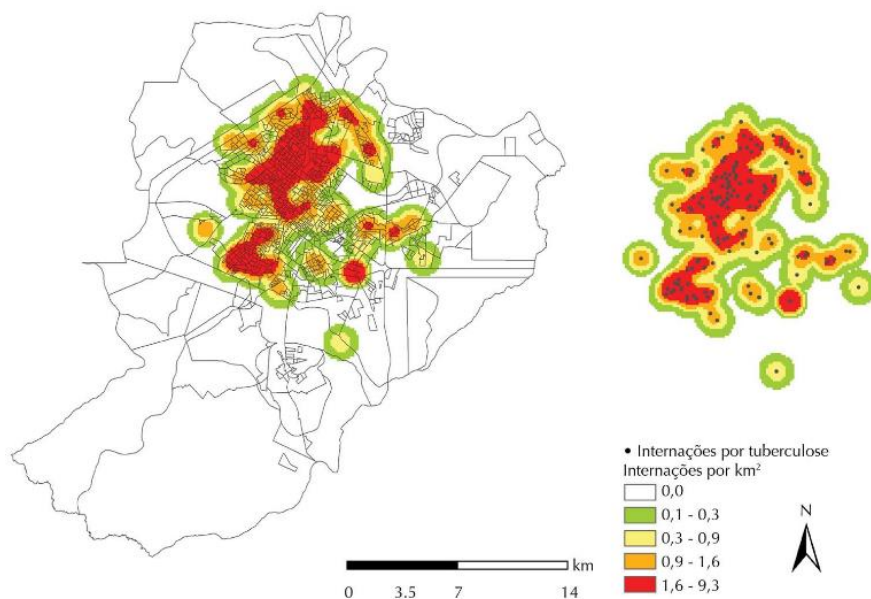 • Internações por tuberculose
Internações por km²
0,0
0,1 - 0,3
0,3 - 0,9
0,9 - 1,6
1,6 - 9,3
N
km
0 3.5 7 14